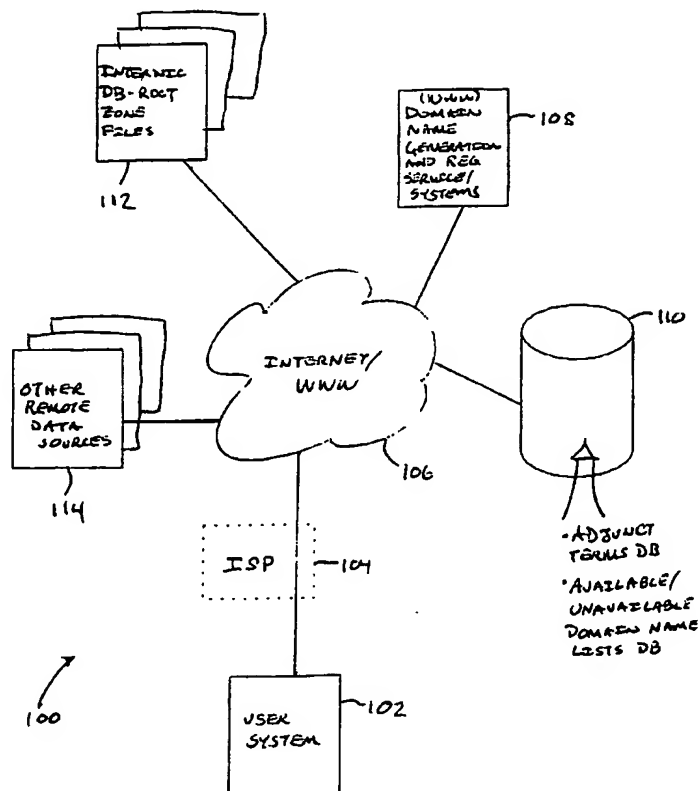 INTERNIC
DB-ROOT
ZONE
FILES
112
(WWW)
DOMAIN
NAME
GENERATION
AND REG
SERVICE/
SYSTEMS
108
110
INTERNET/
WWW
106
OTHER
REMOTE
DATA
SOURCES
114
• ADJUNCT
TERMS DB
• AVAILABLE/
UNAVAILABLE
DOMAIN NAME
LISTS DB
ISP
104
100
USER
SYSTEM
102